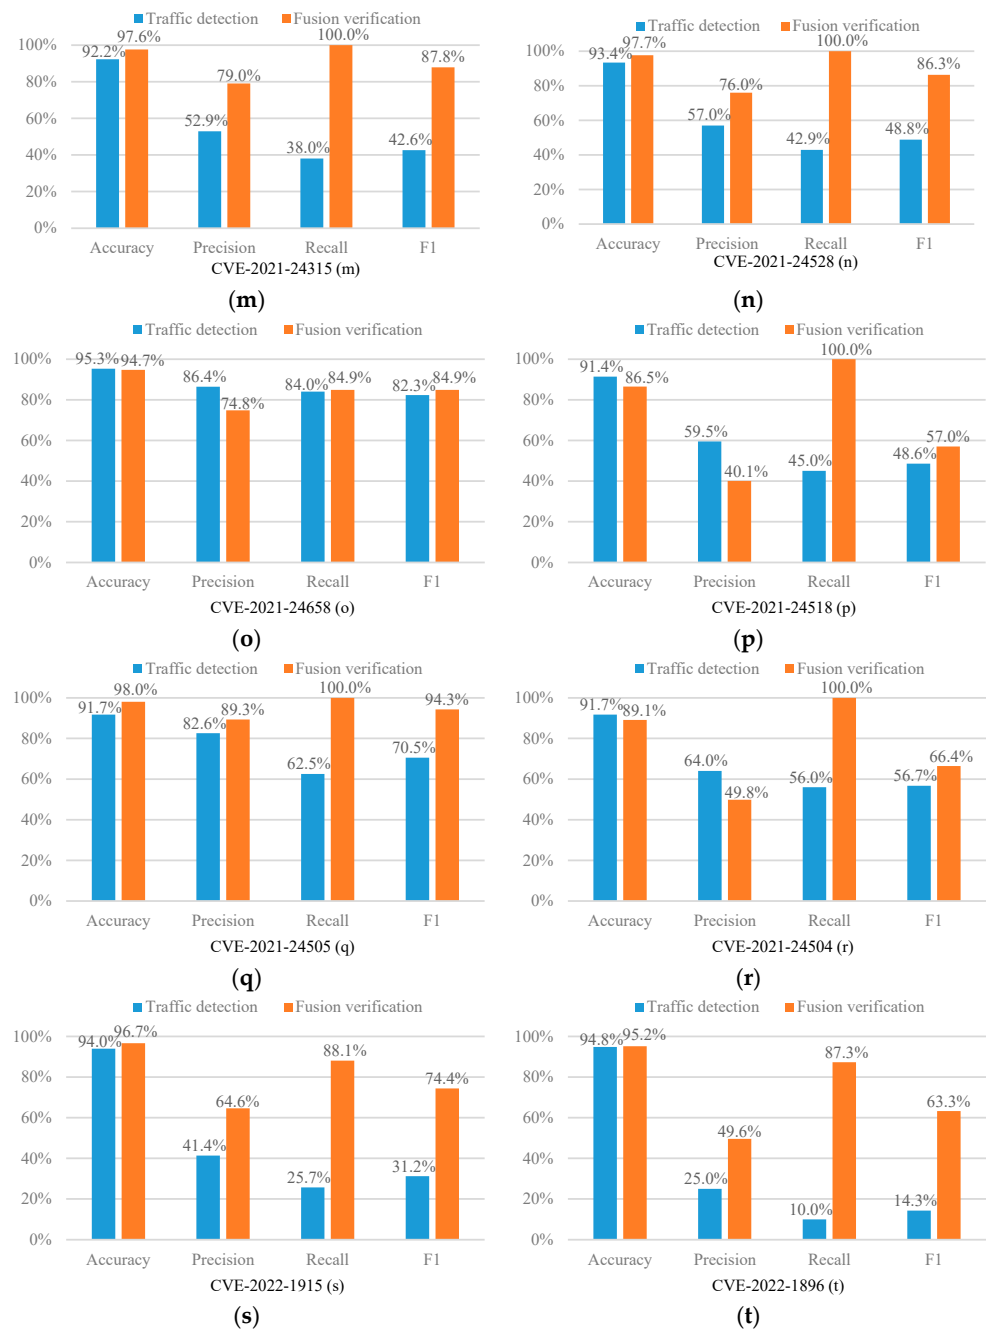 Traffic detection Fusion verification
100%
80%
60%
40%
20%
0%
92.2% 97.6%
52.9% 79.0%
38.0% 100.0%
42.6% 87.8%
Accuracy Precision Recall F1
CVE-2021-24315 (m)
(m)
Traffic detection Fusion verification
100%
80%
60%
40%
20%
0%
93.4% 97.7%
57.0% 76.0%
42.9% 100.0%
48.8% 86.3%
Accuracy Precision Recall F1
CVE-2021-24528 (n)
(n)
Traffic detection Fusion verification
100%
80%
60%
40%
20%
0%
95.3% 94.7%
86.4% 74.8%
84.0% 84.9%
82.3% 84.9%
Accuracy Precision Recall F1
CVE-2021-24658 (o)
(o)
Traffic detection Fusion verification
100%
80%
60%
40%
20%
0%
91.4% 86.5%
59.5% 40.1%
45.0% 100.0%
48.6% 57.0%
Accuracy Precision Recall F1
CVE-2021-24518 (p)
(p)
Traffic detection Fusion verification
100%
80%
60%
40%
20%
0%
91.7% 98.0%
82.6% 89.3%
62.5% 100.0%
70.5% 94.3%
Accuracy Precision Recall F1
CVE-2021-24505 (q)
(q)
Traffic detection Fusion verification
100%
80%
60%
40%
20%
0%
91.7% 89.1%
64.0% 49.8%
56.0% 100.0%
56.7% 66.4%
Accuracy Precision Recall F1
CVE-2021-24504 (r)
(r)
Traffic detection Fusion verification
100%
80%
60%
40%
20%
0%
94.0% 96.7%
41.4% 64.6%
25.7% 88.1%
31.2% 74.4%
Accuracy Precision Recall F1
CVE-2022-1915 (s)
(s)
Traffic detection Fusion verification
100%
80%
60%
40%
20%
0%
94.8% 95.2%
25.0% 49.6%
10.0% 87.3%
14.3% 63.3%
Accuracy Precision Recall F1
CVE-2022-1896 (t)
(t)